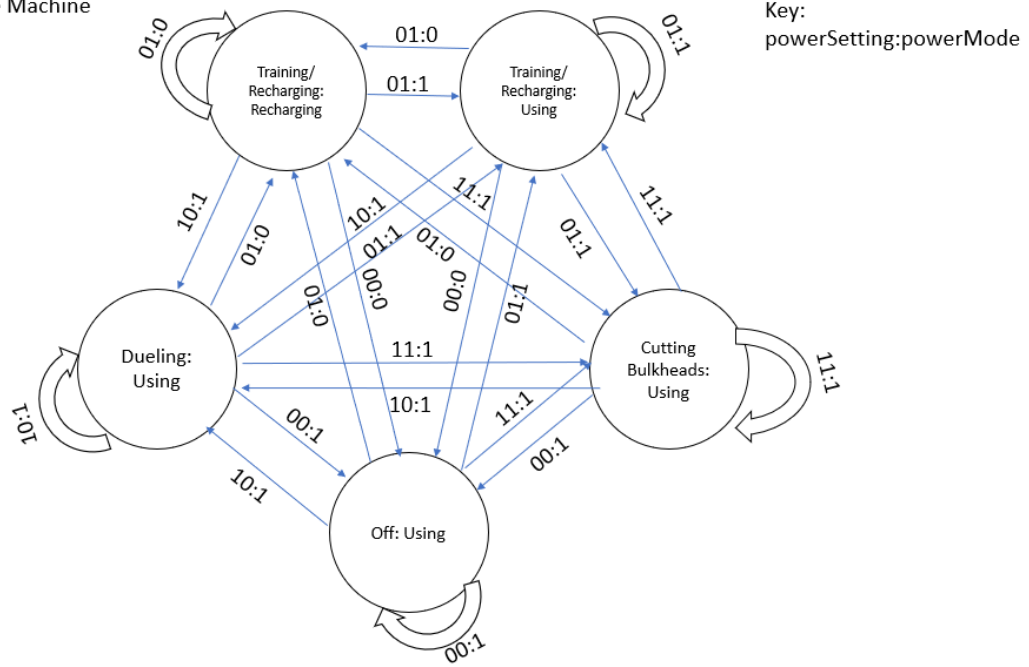 Machine
Key:
powerSetting:powerMode
01:0
01:0
01:1
01:1
Training/
Recharging:
Recharging
Training/
Recharging:
Using
01:1
10:1
01:0
10:1
01:1
11:1
01:0
01:1
11:1
01:0
00:0
00:0
01:1
Dueling:
Using
11:1
10:1
Cutting
Bulkheads:
Using
11:1
10:1
00:1
10:1
11:1
00:1
Off: Using
00:1